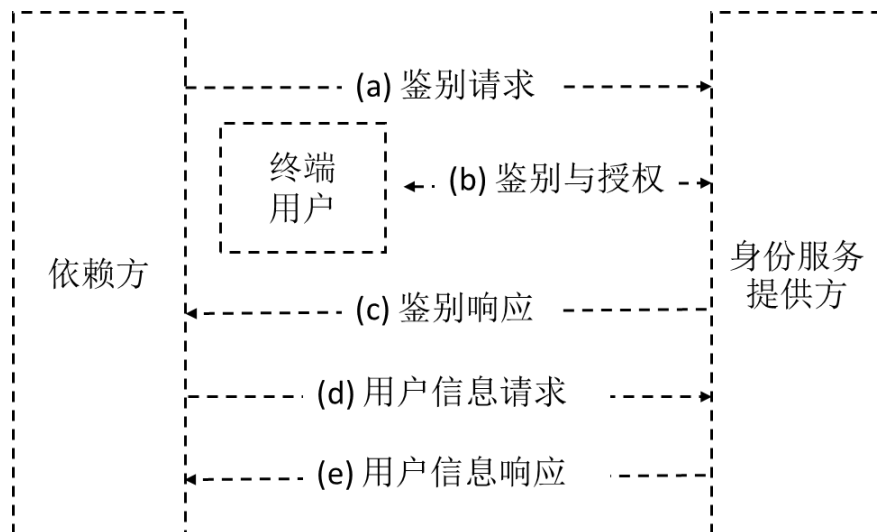 (a) 鉴别请求
终端
用户
(b) 鉴别与授权
依赖方
身份服务
提供方
(c) 鉴别响应
(d) 用户信息请求
(e) 用户信息响应